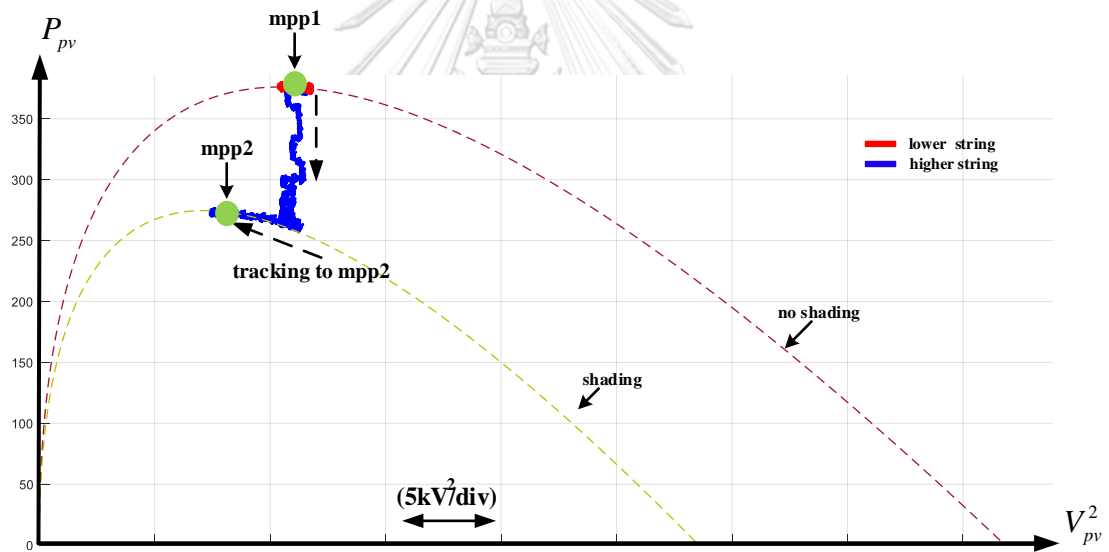 mpp1
P_pv
350
lower string
higher string
mpp2
300
250
tracking to mpp2
200
no shading
150
shading
100
50
(5kV²/div)
V²_pv
0